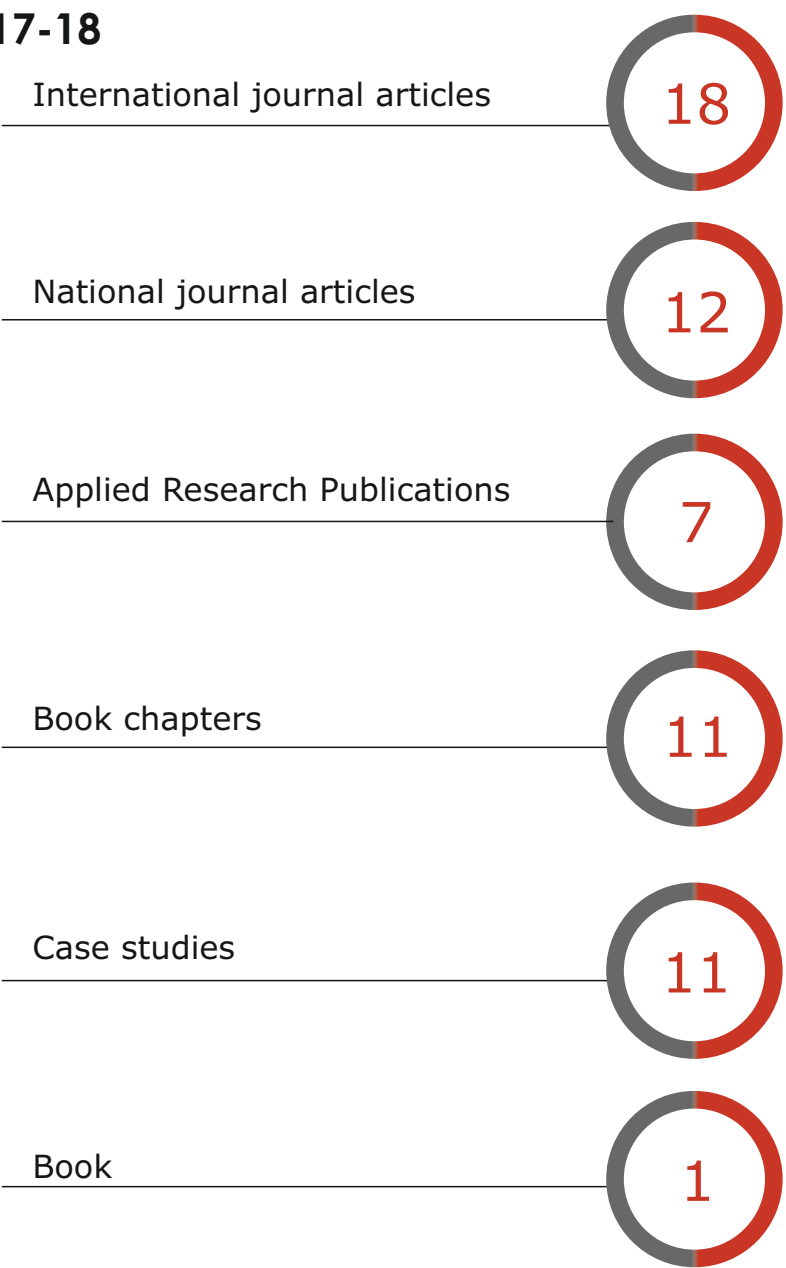 17-18
International journal articles
18
National journal articles
12
Applied Research Publications
7
Book chapters
11
Case studies
11
Book
1